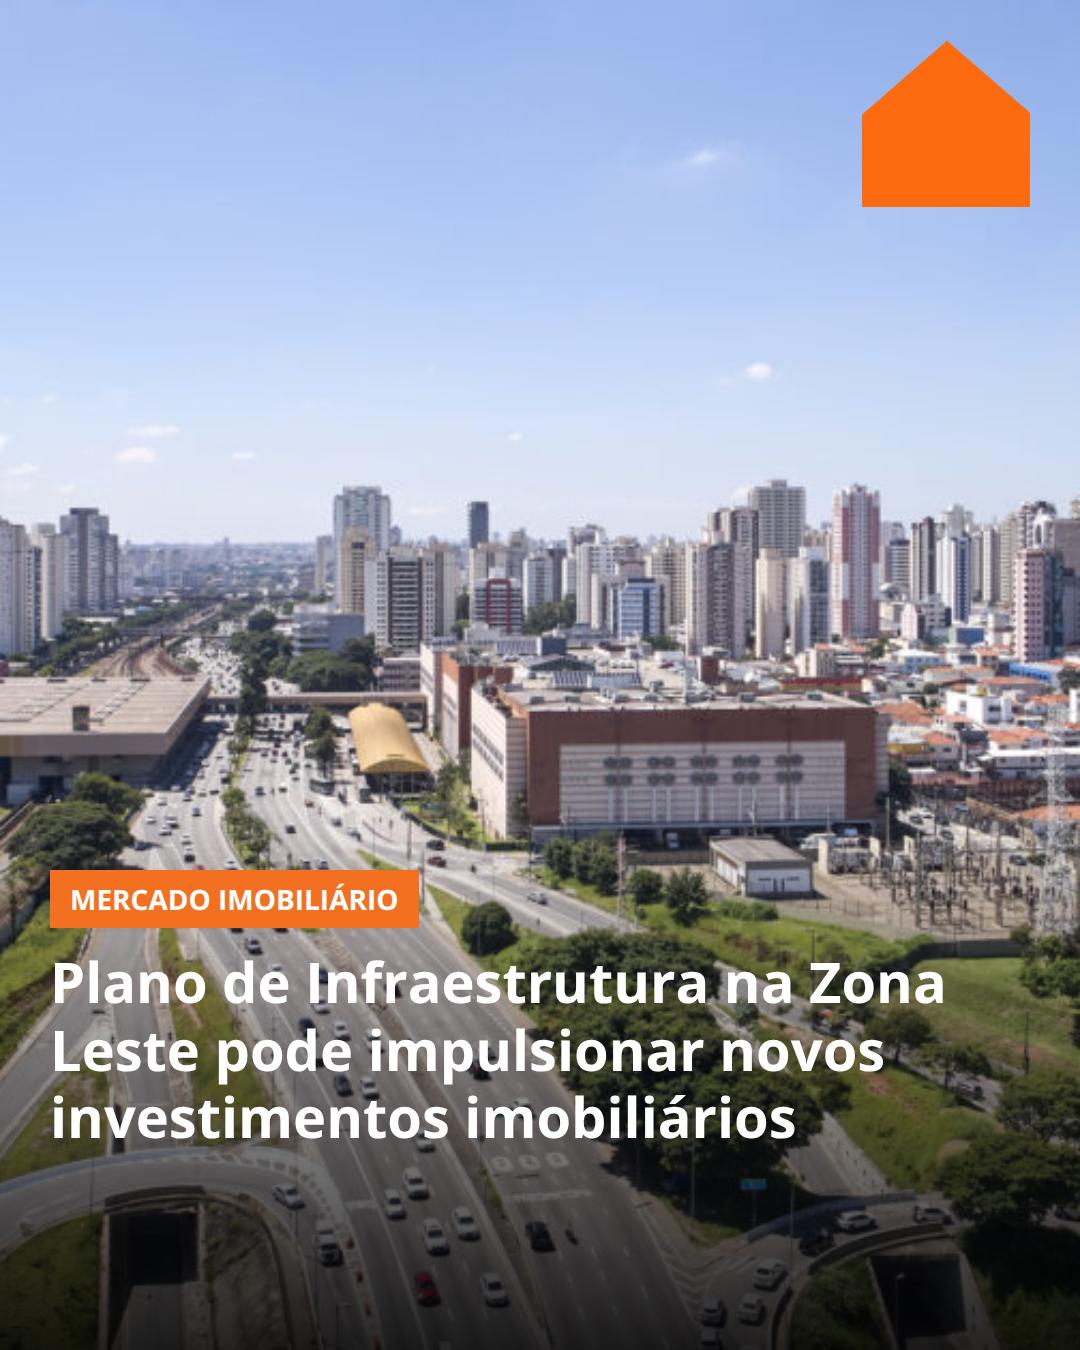 MERCADO IMOBILIÁRIO
Plano de Infraestrutura na Zona
Leste pode impulsionar novos
investimentos imobiliários